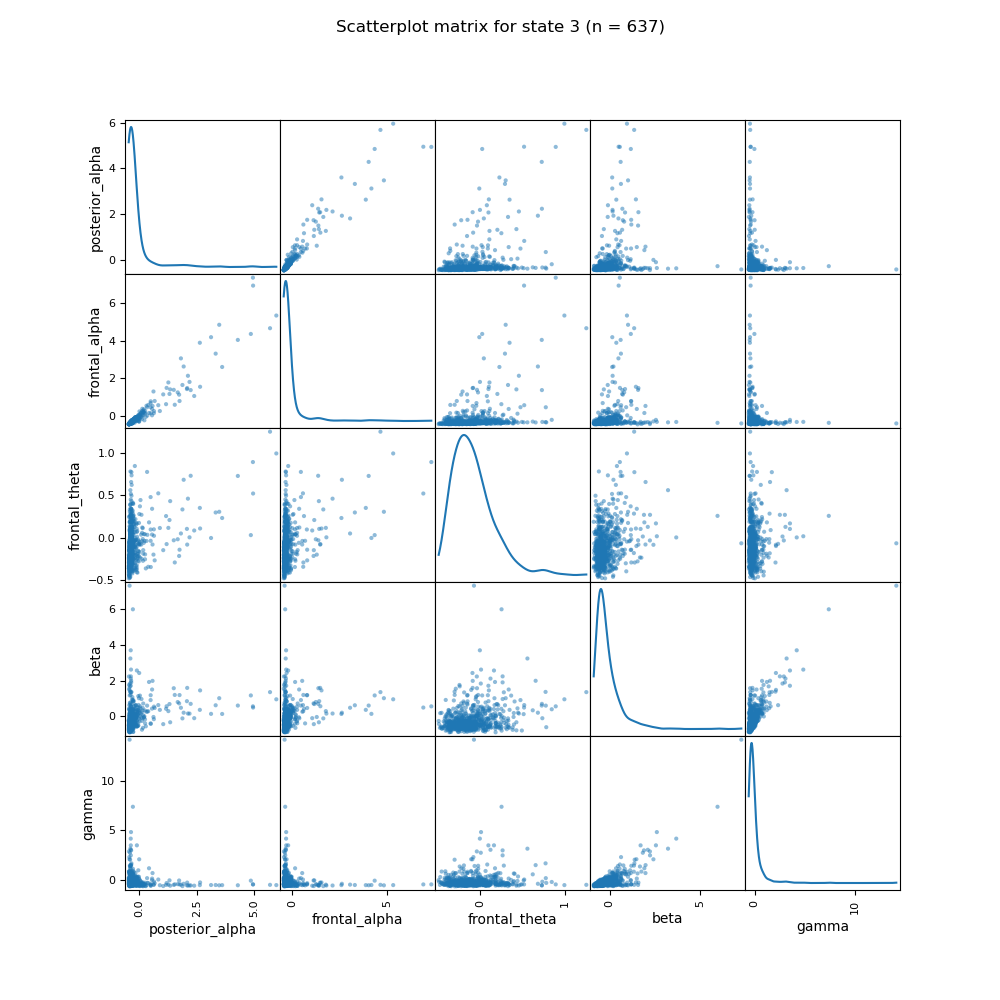 Scatterplot matrix for state 3 (n = 637)
posterior_alpha
6
4
2
0
frontal_alpha
6
4
2
0
frontal_theta
1.0
0.5
0.0
−0.5
beta
6
4
2
0
gamma
10
5
0
0.0 2.5 5.0 0 5 0 1 0 5 0 10
posterior_alpha frontal_alpha frontal_theta beta gamma